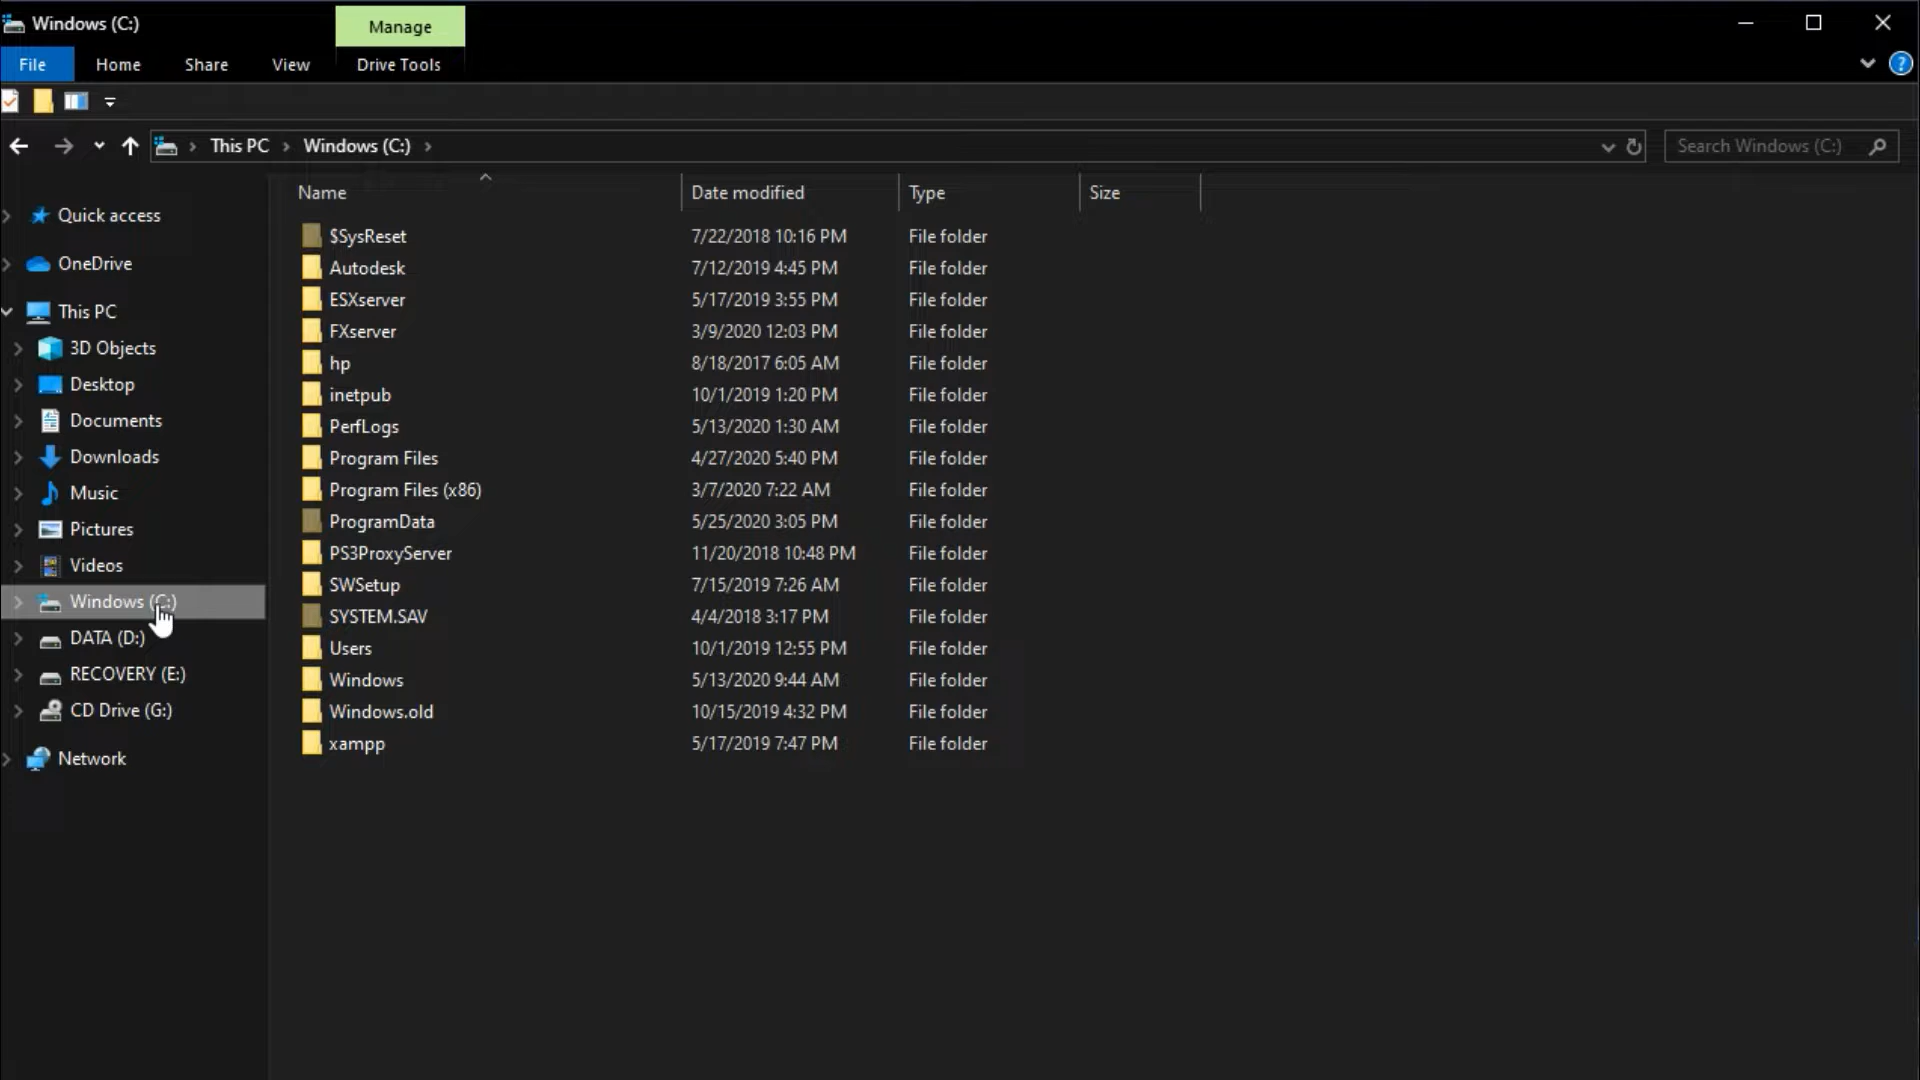 Windows (C:)
Manage
File Home Share View Drive Tools
?
This PC Windows (C:)
Search Windows (C:)
Quick access
OneDrive
This PC
3D Objects
Desktop
Documents
Downloads
Music
Pictures
Videos
Windows (C:)
DATA (D:)
RECOVERY (E:)
CD Drive (G:)
Network
Name Date modified Type Size
$SysReset 7/22/2018 10:16 PM File folder
Autodesk 7/12/2019 4:45 PM File folder
ESXserver 5/17/2019 3:55 PM File folder
FXserver 3/9/2020 12:03 PM File folder
hp 8/18/2017 6:05 AM File folder
inetpub 10/1/2019 1:20 PM File folder
PerfLogs 5/13/2020 1:30 AM File folder
Program Files 4/27/2020 5:40 PM File folder
Program Files (x86) 3/7/2020 7:22 AM File folder
ProgramData 5/25/2020 3:05 PM File folder
PS3ProxyServer 11/20/2018 10:48 PM File folder
SWSetup 7/15/2019 7:26 AM File folder
SYSTEM.SAV 4/4/2018 3:17 PM File folder
Users 10/1/2019 12:55 PM File folder
Windows 5/13/2020 9:44 AM File folder
Windows.old 10/15/2019 4:32 PM File folder
xampp 5/17/2019 7:47 PM File folder